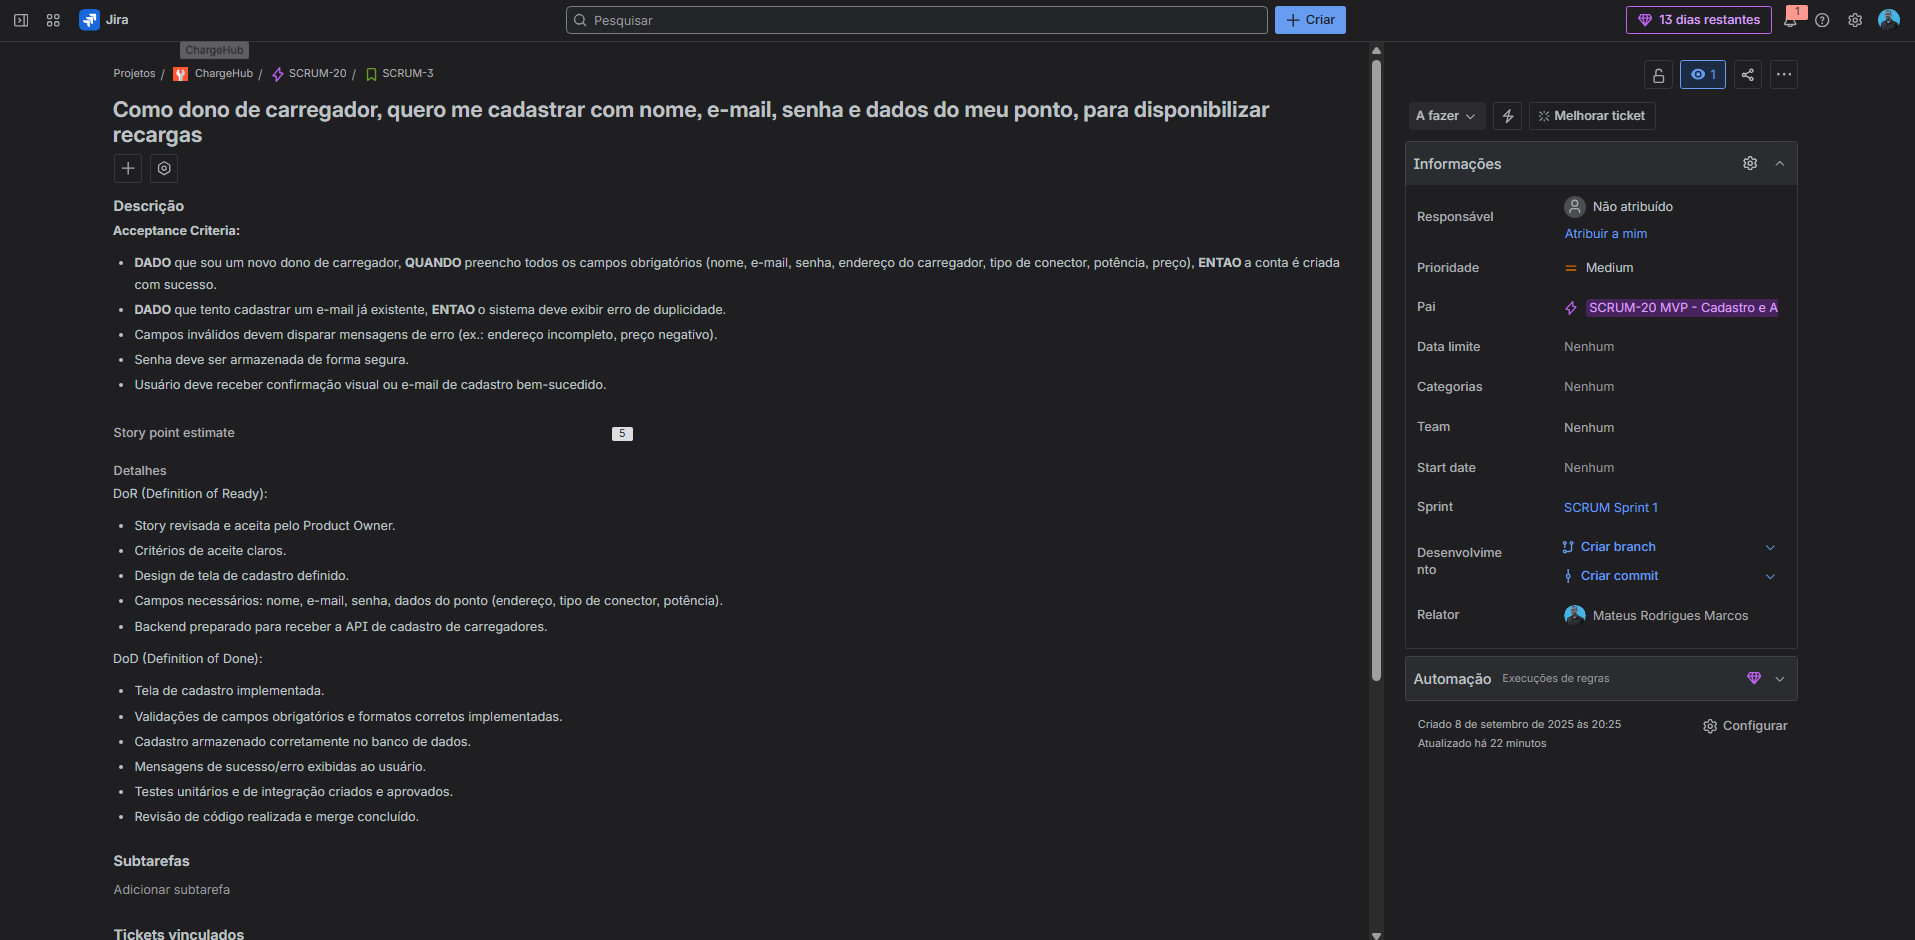 Jira
Pesquisar
Criar
13 dias restantes
1
ChargeHub
Projetos / ChargeHub / SCRUM-20 / SCRUM-3
1
Como dono de carregador, quero me cadastrar com nome, e-mail, senha e dados do meu ponto, para disponibilizar
recargas
Descrição
Acceptance Criteria:
• DADO que sou um novo dono de carregador, QUANDO preencho todos os campos obrigatórios (nome, e-mail, senha, endereço do carregador, tipo de conector, potência, preço), ENTAO a conta é criada
com sucesso.
• DADO que tento cadastrar um e-mail já existente, ENTAO o sistema deve exibir erro de duplicidade.
• Campos inválidos devem disparar mensagens de erro (ex.: endereço incompleto, preço negativo).
• Senha deve ser armazenada de forma segura.
• Usuário deve receber confirmação visual ou e-mail de cadastro bem-sucedido.
Story point estimate 5
Detalhes
DoR (Definition of Ready):
• Story revisada e aceita pelo Product Owner.
• Critérios de aceite claros.
• Design de tela de cadastro definido.
• Campos necessários: nome, e-mail, senha, dados do ponto (endereço, tipo de conector, potência).
• Backend preparado para receber a API de cadastro de carregadores.
DoD (Definition of Done):
• Tela de cadastro implementada.
• Validações de campos obrigatórios e formatos corretos implementadas.
• Cadastro armazenado corretamente no banco de dados.
• Mensagens de sucesso/erro exibidas ao usuário.
• Testes unitários e de integração criados e aprovados.
• Revisão de código realizada e merge concluído.
Subtarefas
Adicionar subtarefa
Tickets vinculados
A fazer
Melhorar ticket
Informações
Responsável
Não atribuído
Atribuir a mim
Prioridade
Medium
Pai
SCRUM-20 MVP - Cadastro e A
Data limite
Nenhum
Categorias
Nenhum
Team
Nenhum
Start date
Nenhum
Sprint
SCRUM Sprint 1
Desenvolvime
nto
Criar branch
Criar commit
Relator
Mateus Rodrigues Marcos
Automação Execuções de regras
Criado 8 de setembro de 2025 às 20:25
Atualizado há 22 minutos
Configurar